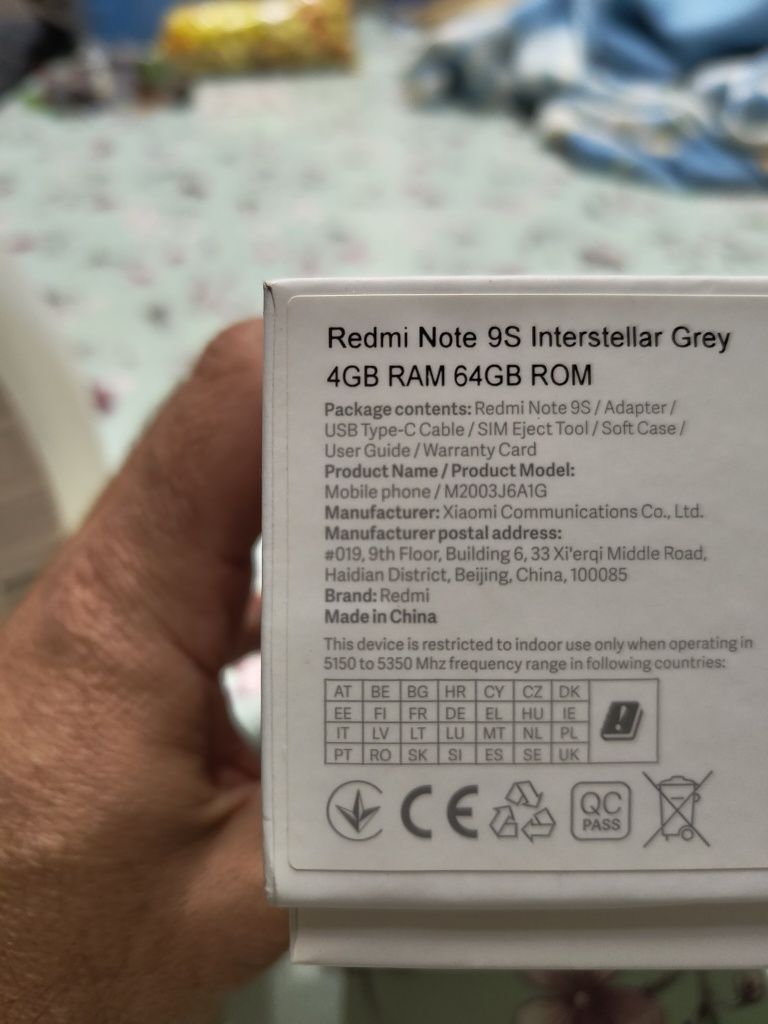 Redmi Note 9S Interstellar Grey
4GB RAM 64GB ROM
Package contents: Redmi Note 9S / Adapter /
USB Type-C Cable / SIM Eject Tool / Soft Case /
User Guide / Warranty Card
Product Name / Product Model:
Mobile phone / M2003J6A1G
Manufacturer: Xiaomi Communications Co., Ltd.
Manufacturer postal address:
#019, 9th Floor, Building 6, 33 Xi'erqi Middle Road,
Haidian District, Beijing, China, 100085
Brand: Redmi
Made in China
This device is restricted to indoor use only when operating in
5150 to 5350 Mhz frequency range in following countries:
AT BE BG HR CY CZ DK
EE FI FR DE EL HU IE
IT LV LT LU MT NL PL
PT RO SK SI ES SE UK
CE
QC
PASS